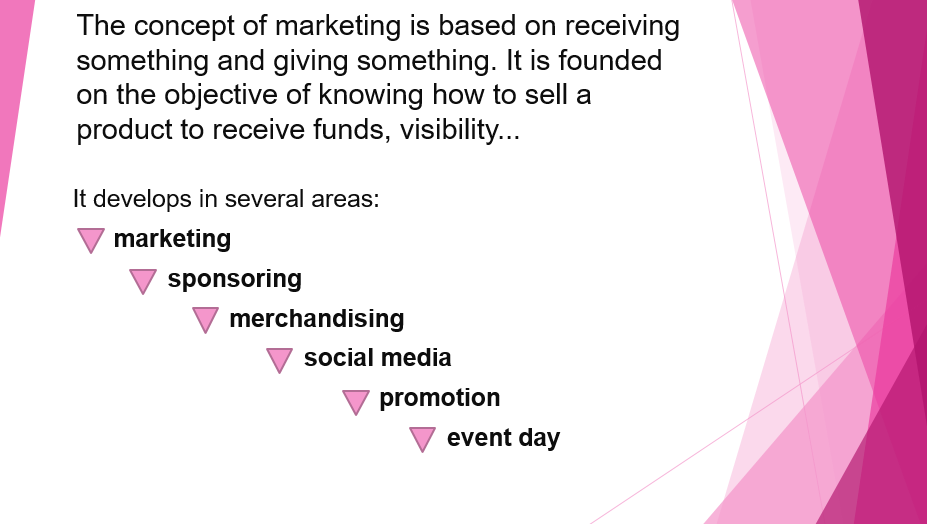 The concept of marketing is based on receiving
something and giving something. It is founded
on the objective of knowing how to sell a
product to receive funds, visibility...
It develops in several areas:
marketing
sponsoring
merchandising
social media
promotion
event day